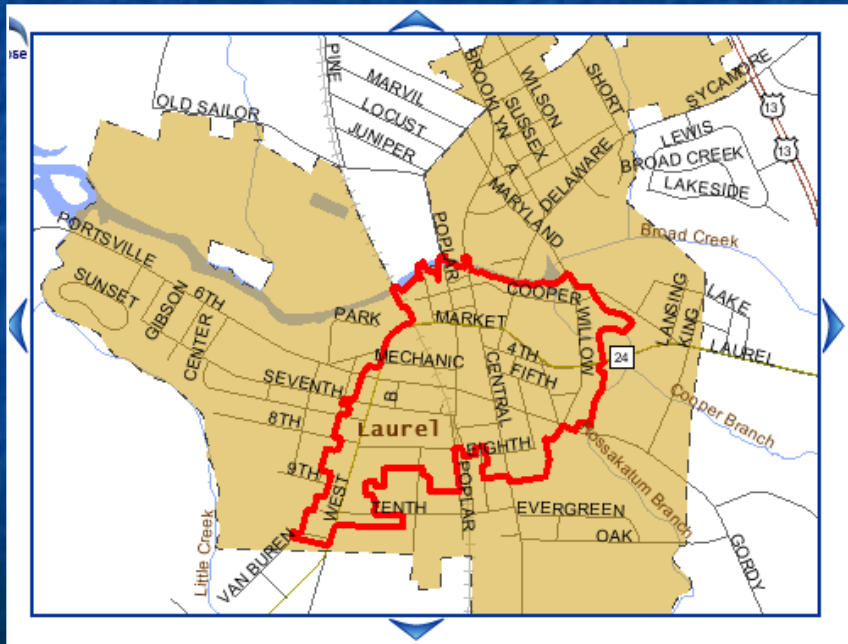 ose
PINE
MARVIL
LOCUST
JUNIPER
OLD SAILOR
BROOKLYN
WILSON
SUSSEX
A
SHORT
SYCAMORE
13
13
LEWIS
BROAD CREEK
LAKESIDE
DELAWARE
MARYLAND
POPLAR
Broad Creek
PORTSVILLE
SUNSET
GIBSON
6TH
CENTER
PARK
MARKET
COOPER
WILLOW
LANSING
KING
LAKE
LAUREL
24
MECHANIC
4TH
FIFTH
CENTRAL
SEVENTH
B
8TH
Laurel
EIGHTH
Cooper Branch
Rossakatum Branch
9TH
WEST
POPLAR
TENTH
EVERGREEN
OAK
GORDY
VAN BUREN
Little Creek